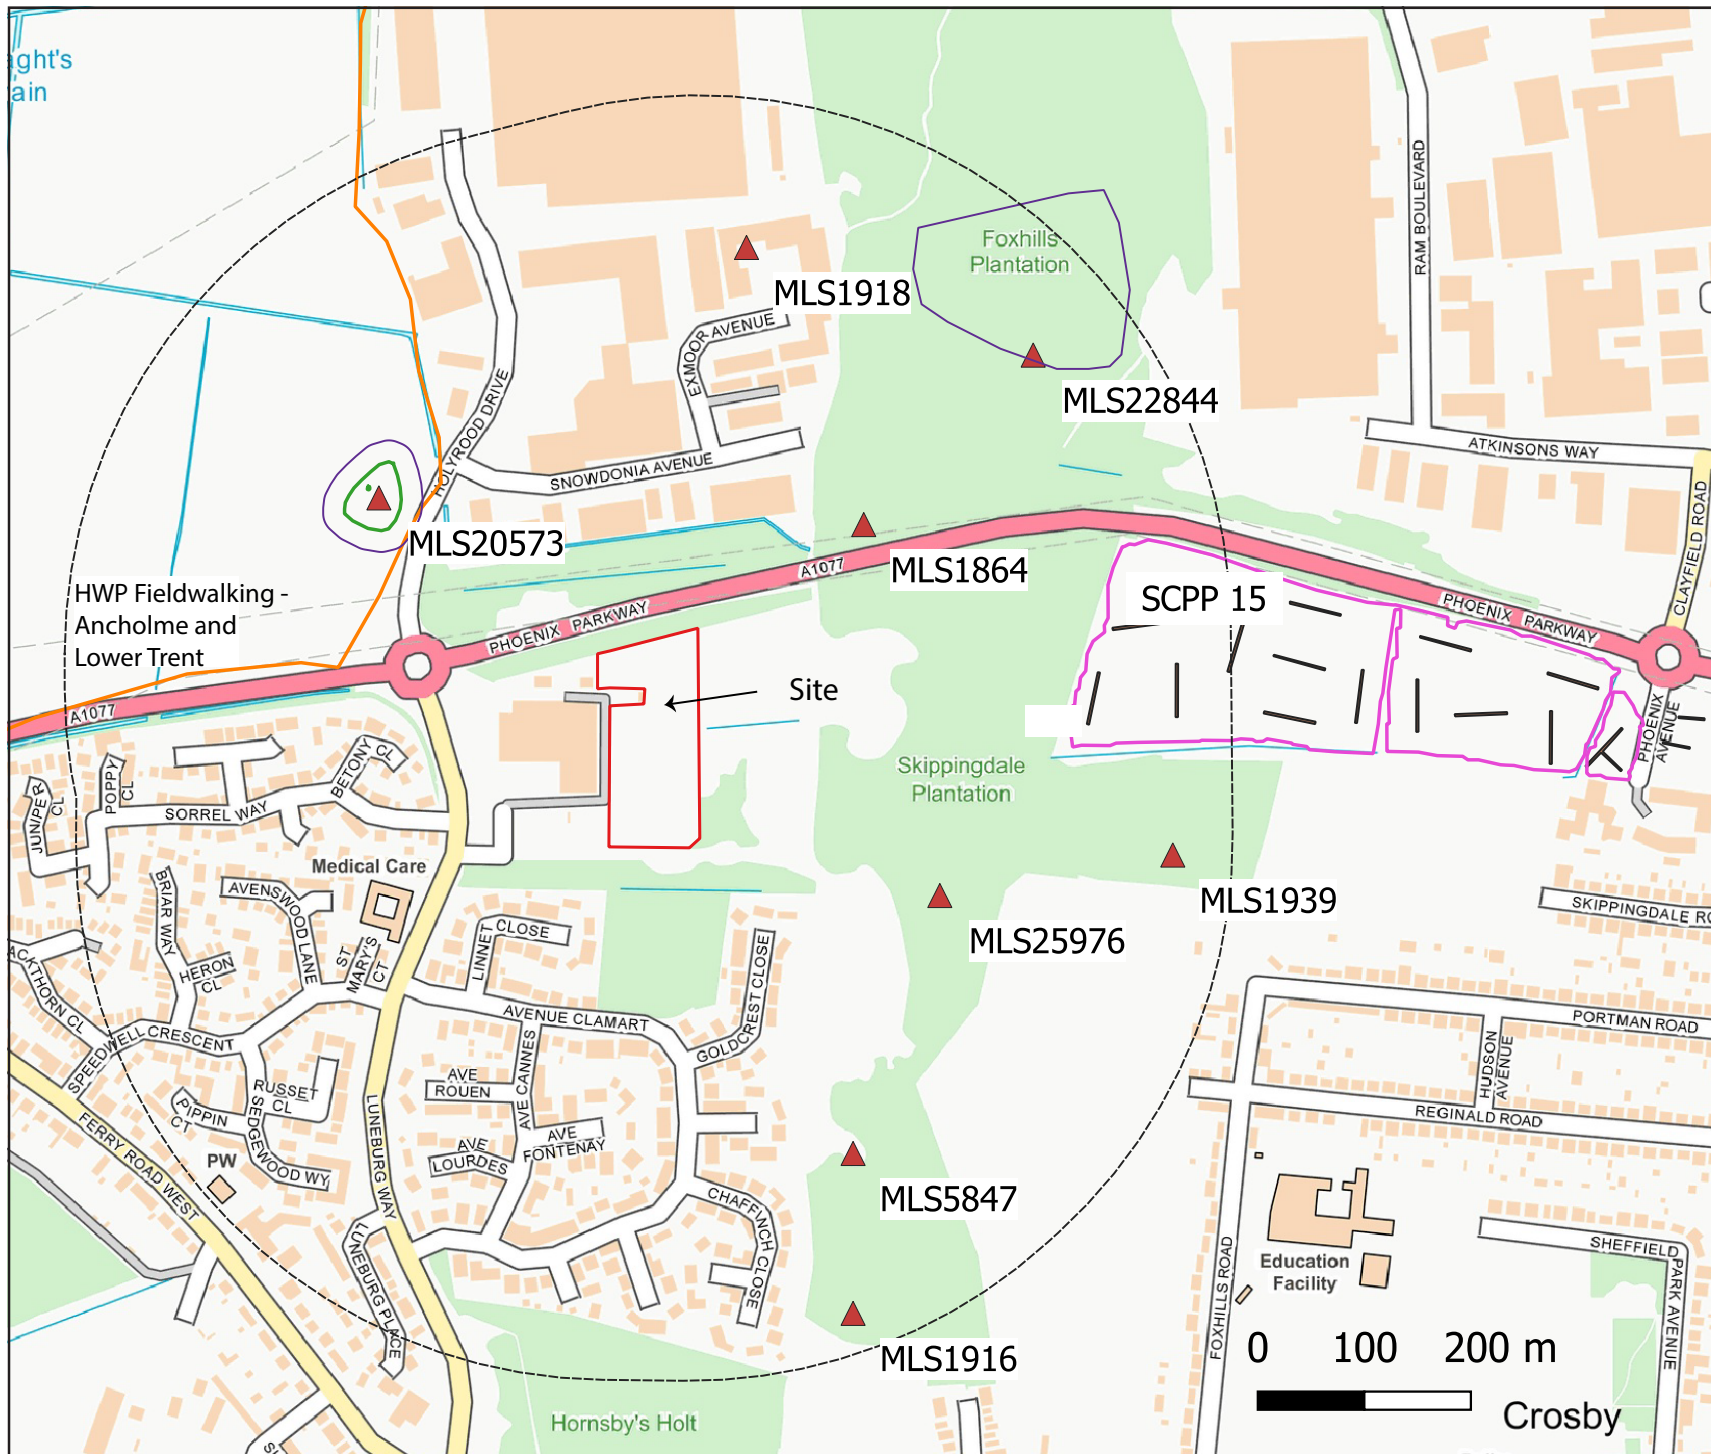 aght's
ain
Foxhills
Plantation
MLS1918
RAM BOULEVARD
EXMOOR AVENUE
MLS22844
HOLYROOD DRIVE
SNOWDONIA AVENUE
ATKINSONS WAY
CLAYFIELD ROAD
MLS20573
MLS1864
A1077
SCPP 15
HWP Fieldwalking -
Ancholme and
Lower Trent
PHOENIX PARKWAY
PHOENIX PARKWAY
Site
A1077
PHOENIX
AVENUE
Skippingdale
Plantation
BETONY
CL
POPPY
CL
JUNIPER
CL
SORREL WAY
Medical Care
MLS1939
MLS25976
SKIPPINGDALE RO
BRIAR WAY
AVENSWOOD LANE
ST
MARY'S
CT
LINNET CLOSE
GOLDCREST CLOSE
HERON
CL
ACKTHORN CL
SPEEDWELL CRESCENT
AVENUE CLAMART
PORTMAN ROAD
HUDSON
AVENUE
AVE
ROUEN
AVE CANNES
RUSSET
CL
PIPPIN
CT
SEDGEWOOD WY
REGINALD ROAD
FERRY ROAD WEST
LUNEBURG WAY
AVE
LOURDES
AVE
FONTENAY
PW
MLS5847
CHAFFINCH CLOSE
LUNEBURG PLACE
FOXHILLS ROAD
Education
Facility
SHEFFIELD
PARK AVENUE
MLS1916
0 100 200 m
Crosby
Hornsby's Holt